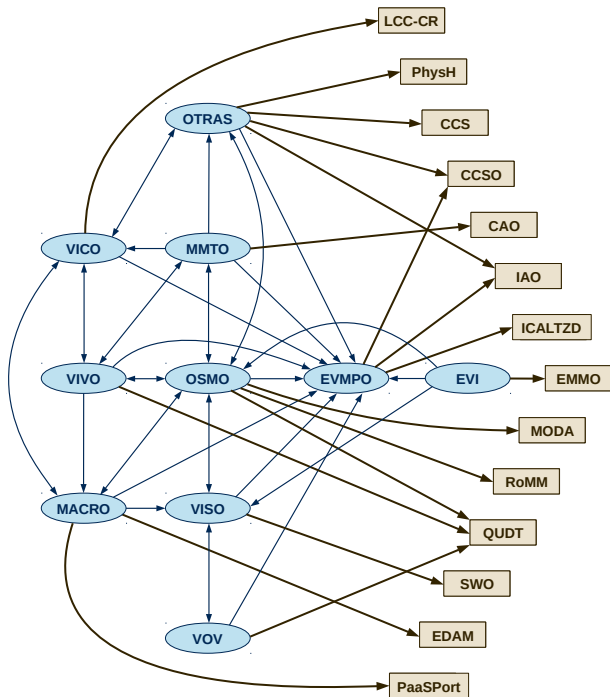 LCC-CR
PhysH
OTRAS
CCS
CCSO
CAO
VICO
MMTO
IAO
ICALTZD
VIVO
OSMO
EVMPO
EVI
EMMO
MODA
RoMM
MACRO
VISO
QUDT
SWO
VOV
EDAM
PaaSPort